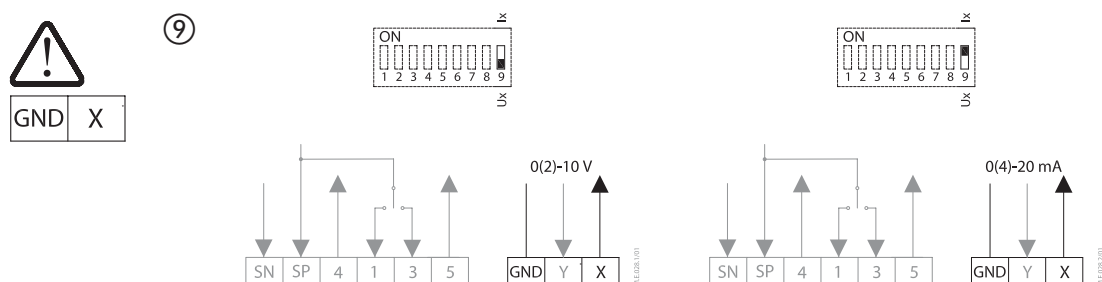 ⑨
GND X
Ix
ON
1 2 3 4 5 6 7 8 9
Ux
0(2)-10 V
SN SP 4 1 3 5
GND Y X
Ix
ON
1 2 3 4 5 6 7 8 9
Ux
0(4)-20 mA
SN SP 4 1 3 5
GND Y X